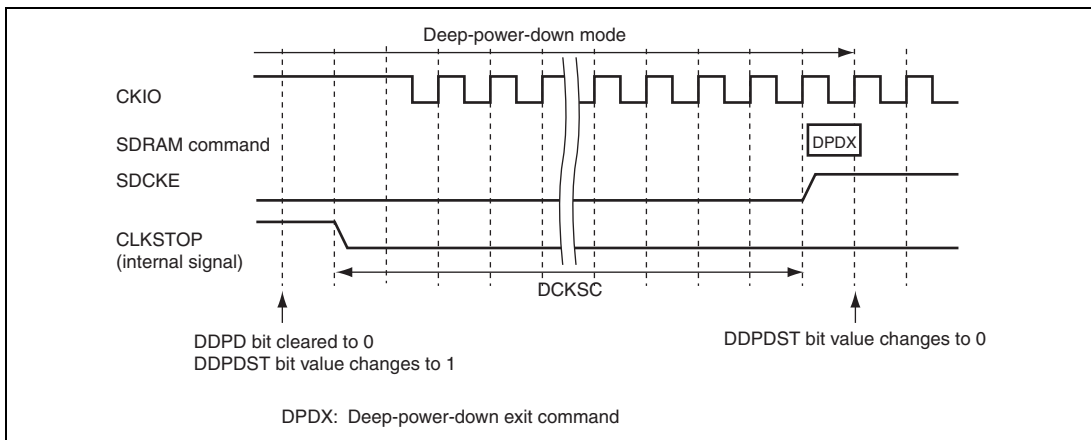 Deep-power-down mode
CKIO
SDRAM command
DPDX
SDCKE
CLKSTOP
(internal signal)
DCKSC
DDPD bit cleared to 0
DDPDST bit value changes to 1
DDPDST bit value changes to 0
DPDX: Deep-power-down exit command